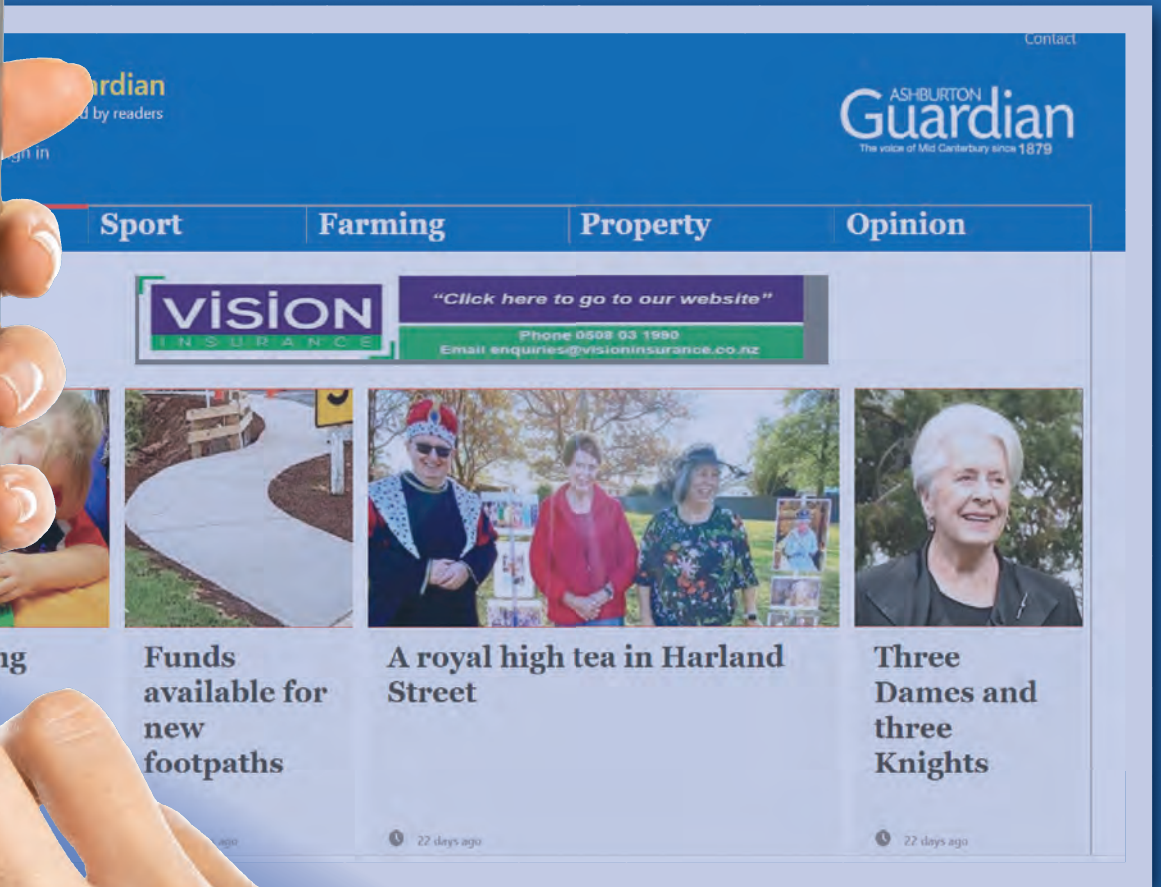 Contact
rdian
d by readers
gn in
ASHBURTON
Guardian
The voice of Mid Canterbury since 1879
Sport
Farming
Property
Opinion
VISION
INSURANCE
"Click here to go to our website"
Phone 0508 03 1990
Email enquiries@visioninsurance.co.nz
ng
Funds
available for
new
footpaths
A royal high tea in Harland
Street
Three
Dames and
three
Knights
ago
22 days ago
22 days ago